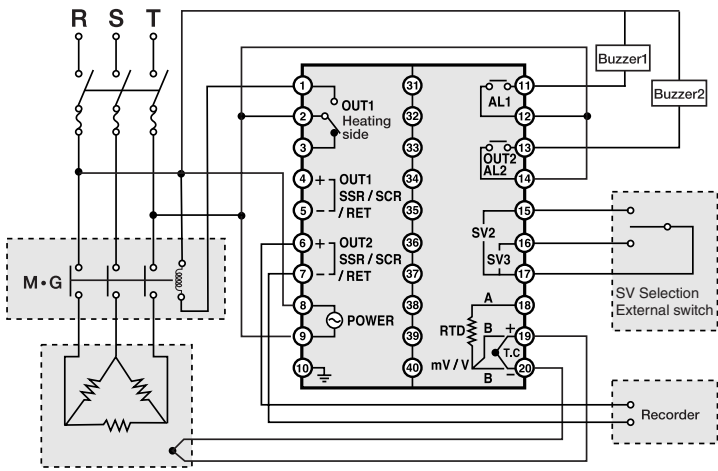 R S T
Buzzer1
Buzzer2
1
2
3
4
5
6
7
8
9
10
OUT1
Heating
side
+ OUT1
SSR / SCR
− / RET
+ OUT2
SSR / SCR
− / RET
POWER
31
32
33
34
35
36
37
38
39
40
AL1
OUT2
AL2
SV2
SV3
A
RTD
B +
T.C
mV / V
B −
11
12
13
14
15
16
17
18
19
20
M•G
SV Selection
External switch
Recorder